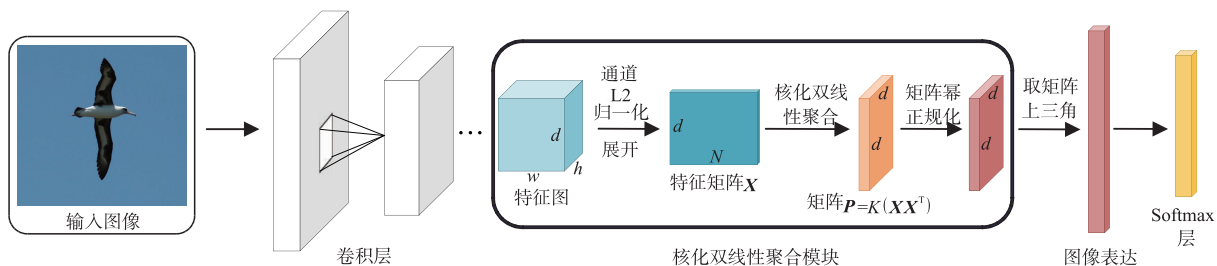 输入图像
卷积层
…
d
w
h
特征图
通道
L2
归一化
展开
d
N
特征矩阵X
核化双线
性聚合
d
d
矩阵P=K(XXᵀ)
矩阵幂
正规化
d
d
核化双线性聚合模块
取矩阵
上三角
图像表达
Softmax
层